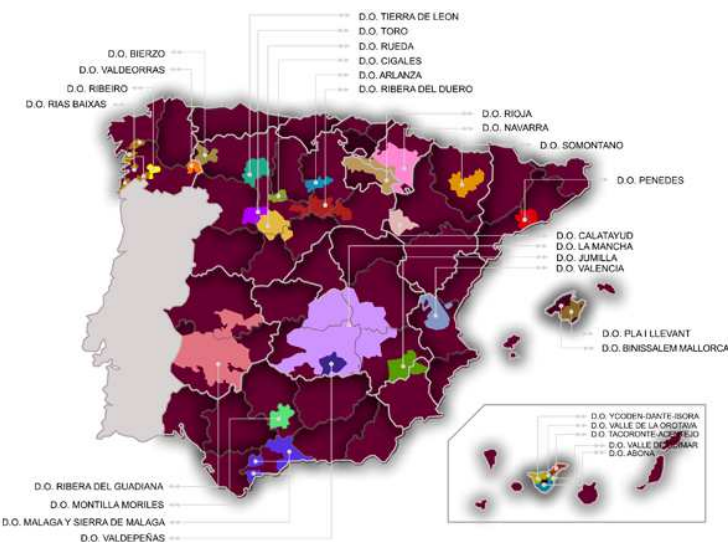 D.O. TIERRA DE LEON
D.O. TORO
D.O. RUEDA
D.O. CIGALES
D.O. ARLANZA
D.O. RIBERA DEL DUERO
D.O. BIERZO
D.O. VALDEORRAS
D.O. RIBEIRO
D.O. RIAS BAIXAS
D.O. RIOJA
D.O. NAVARRA
D.O. SOMONTANO
D.O. PENEDES
D.O. CALATAYUD
D.O. LA MANCHA
D.O. JUMILLA
D.O. VALENCIA
D.O. PLA I LLEVANT
D.O. BINISSALEM MALLORCA
D.O. YCODEN-DANTE-ISORA
D.O. VALLE DE LA OROTAVA
D.O. TACORONTE-ACENTEJO
D.O. VALLE DE GUIMAR
D.O. ABONA
D.O. RIBERA DEL GUADIANA
D.O. MONTILLA MORILES
D.O. MALAGA Y SIERRA DE MALAGA
D.O. VALDEPEÑAS